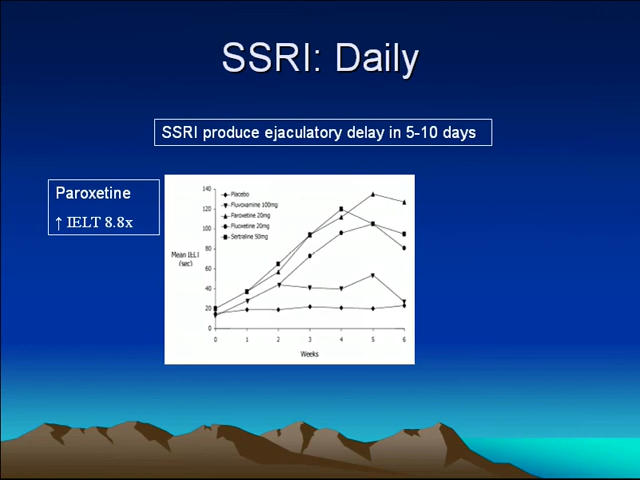 SSRI: Daily
SSRI produce ejaculatory delay in 5-10 days
Paroxetine
↑ IELT 8.8x
140
120
100
80
60
40
20
0
Mean IELT
(sec)
Placebo
Fluvoxamine 100mg
Paroxetine 20mg
Fluoxetine 20mg
Sertraline 50mg
0 1 2 3 4 5 6
Weeks